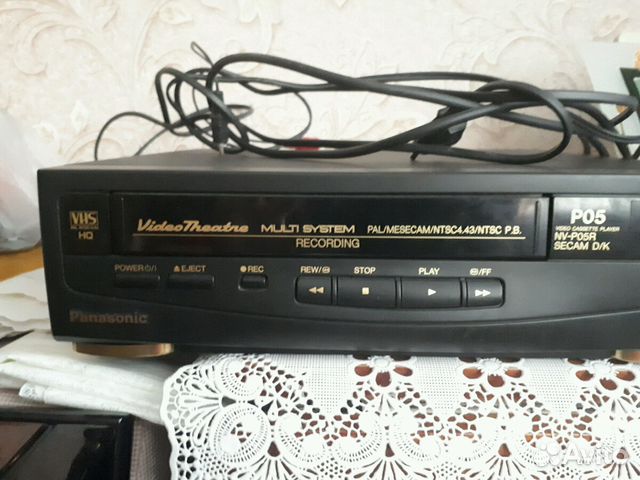 VHS
HQ
VideoTheatre MULTI SYSTEM PAL/MESECAM/NTSC4.43/NTSC P.B.
RECORDING
P05
VIDEO CASSETTE PLAYER
NV-P05R
SECAM D/K
POWER
EJECT
REC
REW/
STOP
PLAY
/FF
Panasonic
Avito